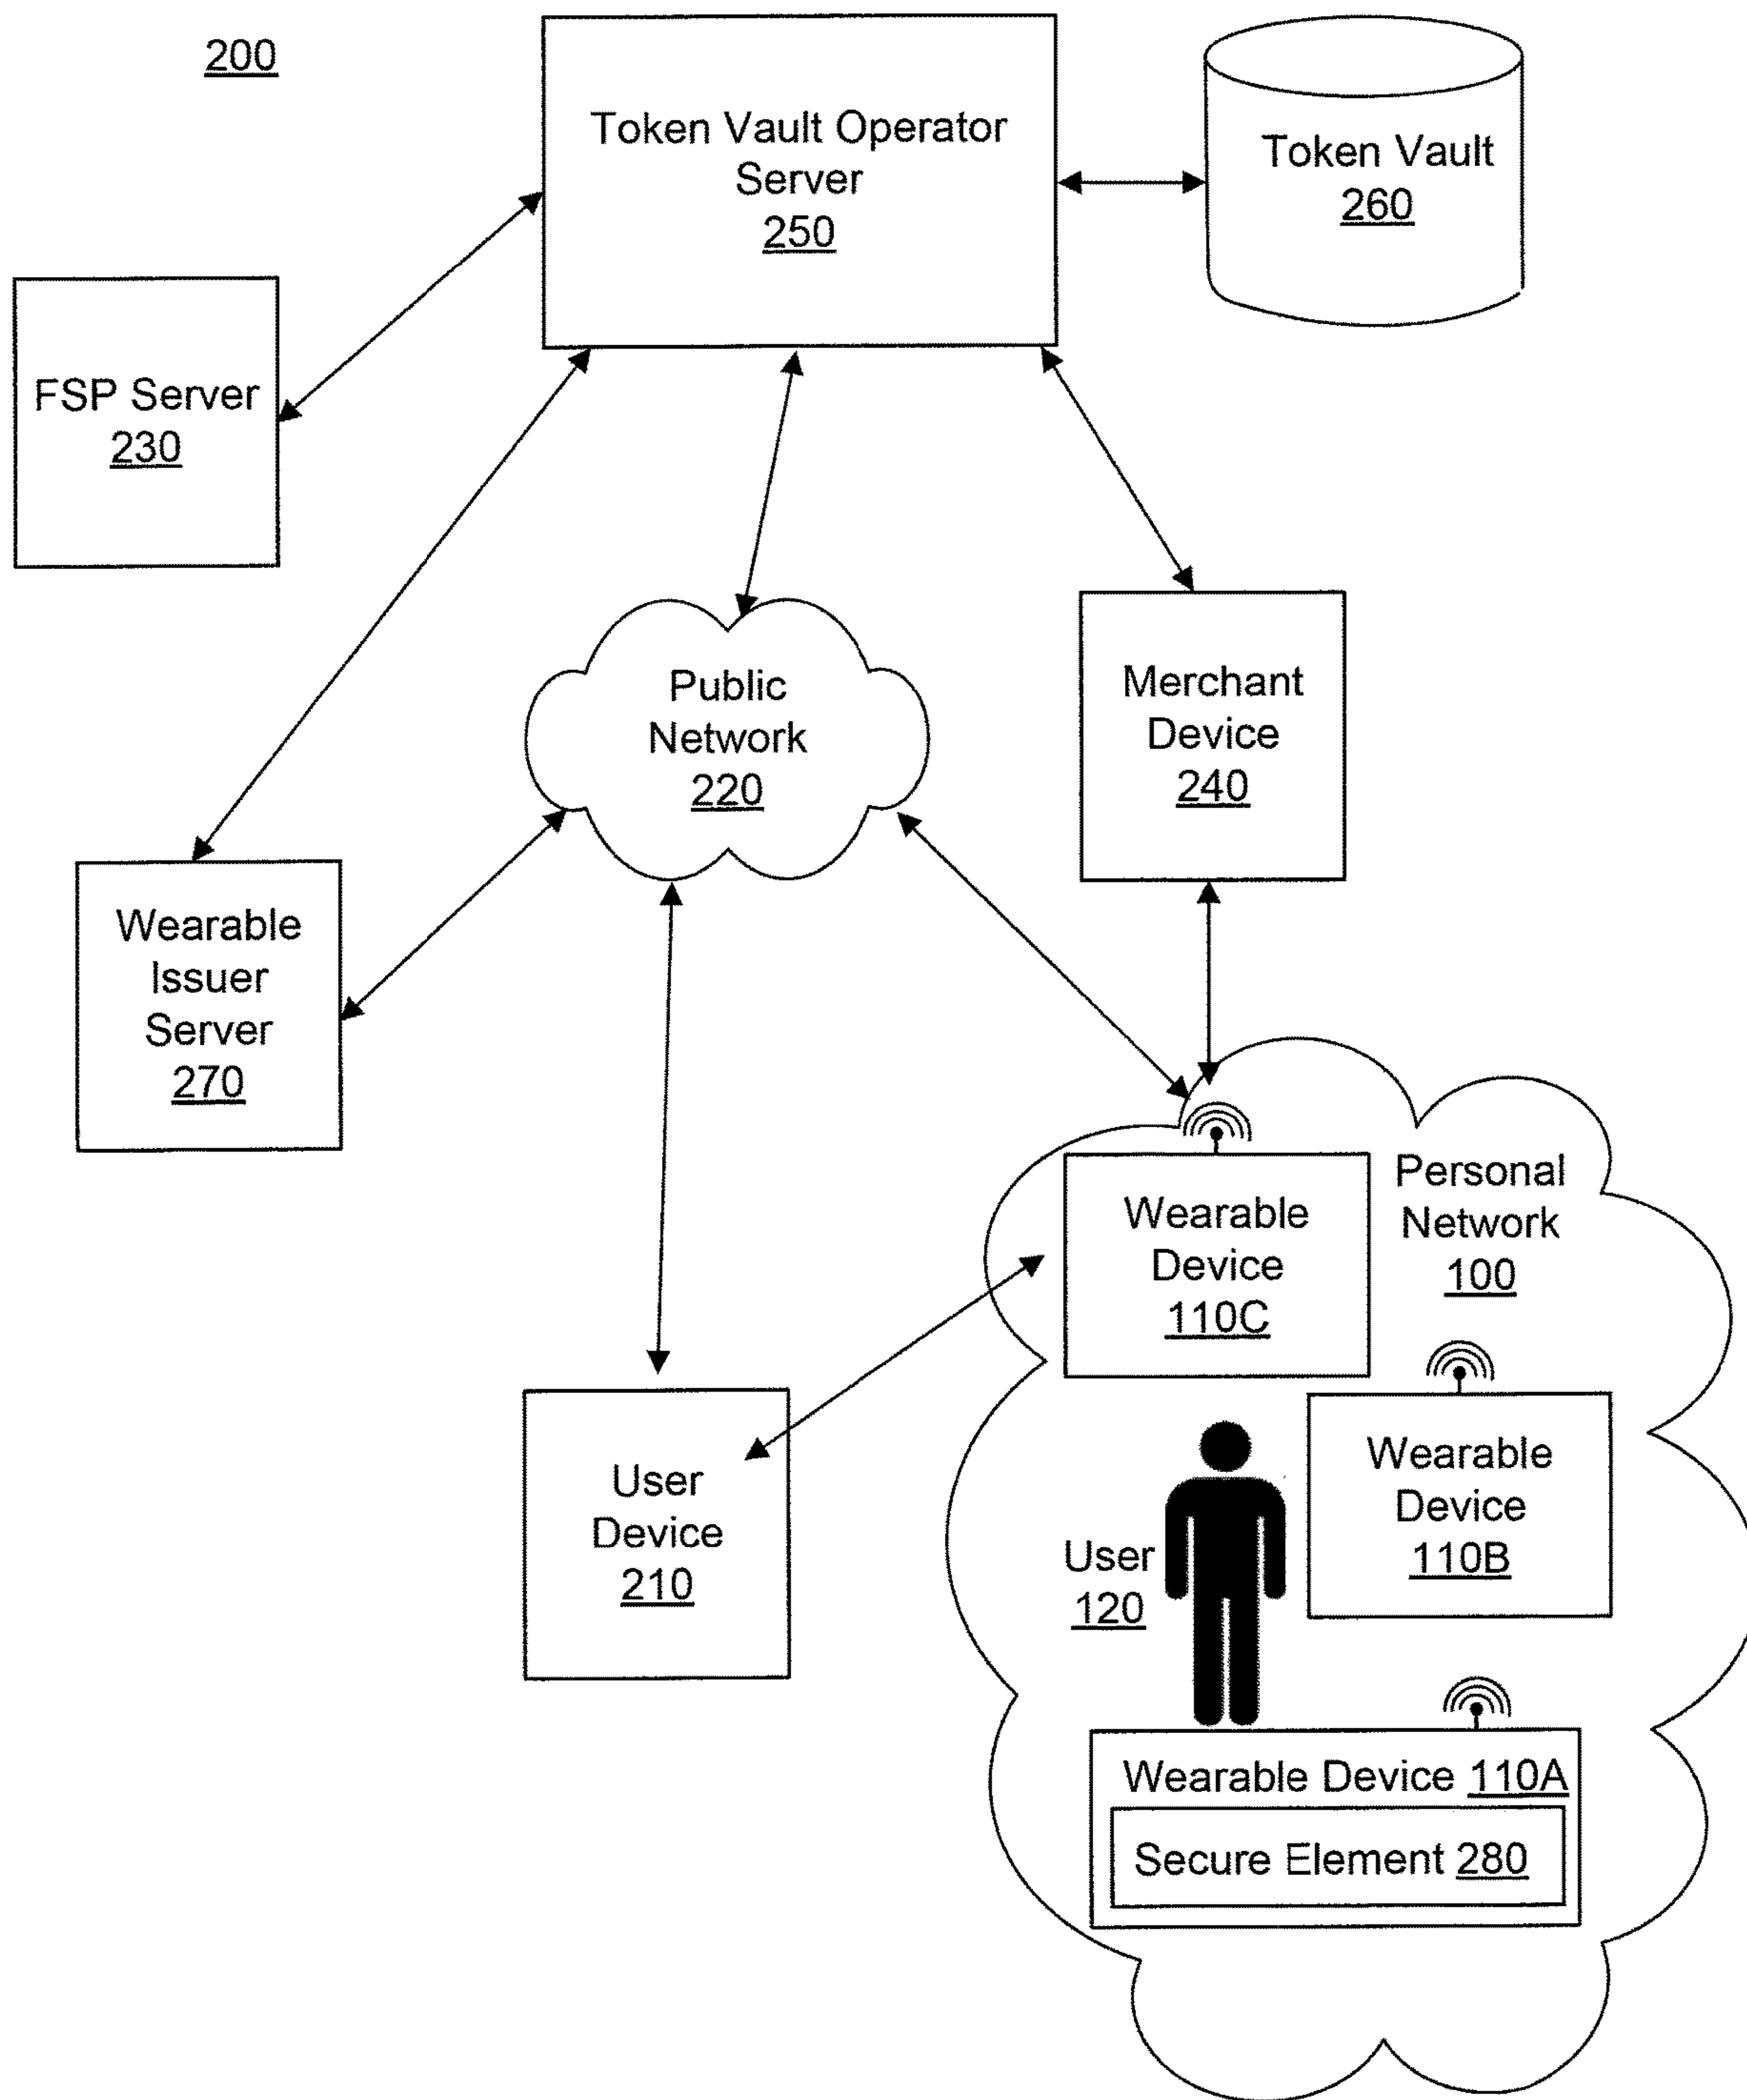 200
Token Vault Operator
Server
250
Token Vault
260
FSP Server
230
Public
Network
220
Merchant
Device
240
Wearable
Issuer
Server
270
Wearable
Device
110C
Personal
Network
100
User
Device
210
Wearable
Device
110B
User
120
Wearable Device 110A
Secure Element 280